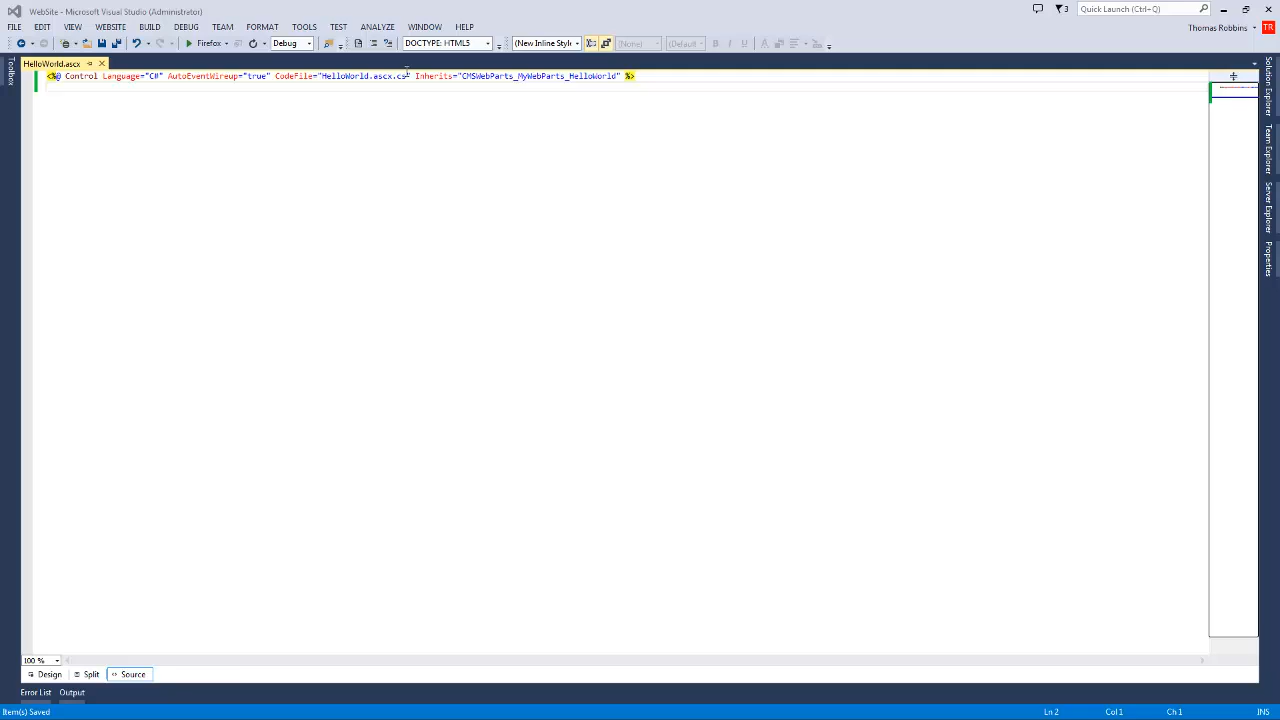 WebSite - Microsoft Visual Studio (Administrator)
3
Quick Launch (Ctrl+Q)
FILE EDIT VIEW WEBSITE BUILD DEBUG TEAM FORMAT TOOLS TEST ANALYZE WINDOW HELP
Thomas Robbins TR
Firefox Debug DOCTYPE: HTML5 (New Inline Style (None) (Default B I U A
HelloWorld.ascx
<%@ Control Language="C#" AutoEventWireup="true" CodeFile="HelloWorld.ascx.cs" Inherits="CMSWebParts_MyWebParts_HelloWorld" %>
Toolbox
Solution Explorer
Team Explorer
Server Explorer
Properties
100 %
Design Split Source
Error List Output
Item(s) Saved Ln 2 Col 1 Ch 1 INS